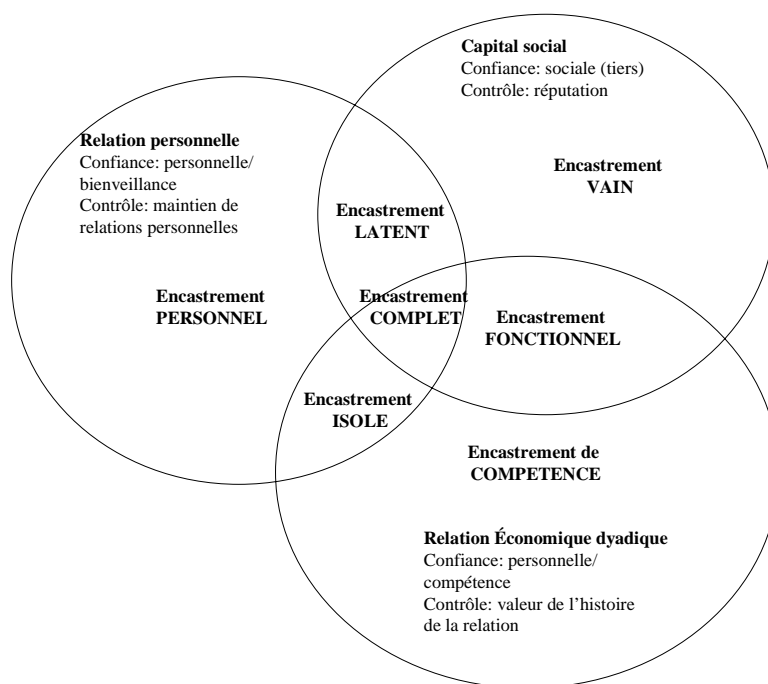 Capital social
Confiance: sociale (tiers)
Contrôle: réputation
Relation personnelle
Confiance: personnelle/
bienveillance
Contrôle: maintien de
relations personnelles
Encastrement
VAIN
Encastrement
LATENT
Encastrement
PERSONNEL
Encastrement
COMPLET
Encastrement
FONCTIONNEL
Encastrement
ISOLE
Encastrement de
COMPETENCE
Relation Économique dyadique
Confiance: personnelle/
compétence
Contrôle: valeur de l’histoire
de la relation